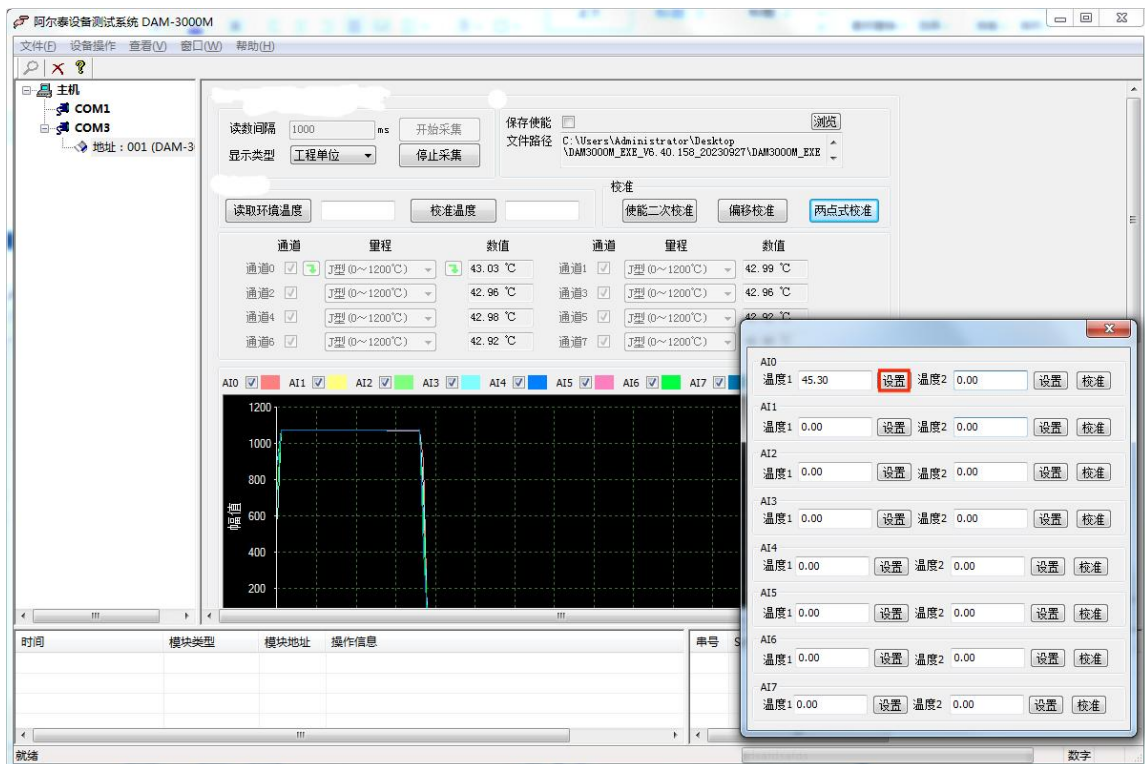 阿尔泰设备测试系统 DAM-3000M
文件(F) 设备操作 查看(V) 窗口(W) 帮助(H)
主机
COM1
COM3
地址：001 (DAM-3
读数间隔 1000 ms 开始采集
显示类型 工程单位 停止采集
保存使能 浏览
文件路径 C:\Users\Administrator\Desktop
\DAM3000M_EXE_V6.40.158_20230927\DAM3000M_EXE
读取环境温度 校准温度
校准
使能二次校准 偏移校准 两点式校准
通道 量程 数值 通道 量程 数值
通道0 J型(0～1200℃) 43.03 ℃ 通道1 J型(0～1200℃) 42.99 ℃
通道2 J型(0～1200℃) 42.96 ℃ 通道3 J型(0～1200℃) 42.96 ℃
通道4 J型(0～1200℃) 42.98 ℃ 通道5 J型(0～1200℃) 42.92 ℃
通道6 J型(0～1200℃) 42.92 ℃ 通道7 J型(0～1200℃)
AI0 AI1 AI2 AI3 AI4 AI5 AI6 AI7
1200
1000
800
600
400
200
幅值
AI0
温度1 45.30 设置 温度2 0.00 设置 校准
AI1
温度1 0.00 设置 温度2 0.00 设置 校准
AI2
温度1 0.00 设置 温度2 0.00 设置 校准
AI3
温度1 0.00 设置 温度2 0.00 设置 校准
AI4
温度1 0.00 设置 温度2 0.00 设置 校准
AI5
温度1 0.00 设置 温度2 0.00 设置 校准
AI6
温度1 0.00 设置 温度2 0.00 设置 校准
AI7
温度1 0.00 设置 温度2 0.00 设置 校准
时间 模块类型 模块地址 操作信息 串号 S
就绪 数字